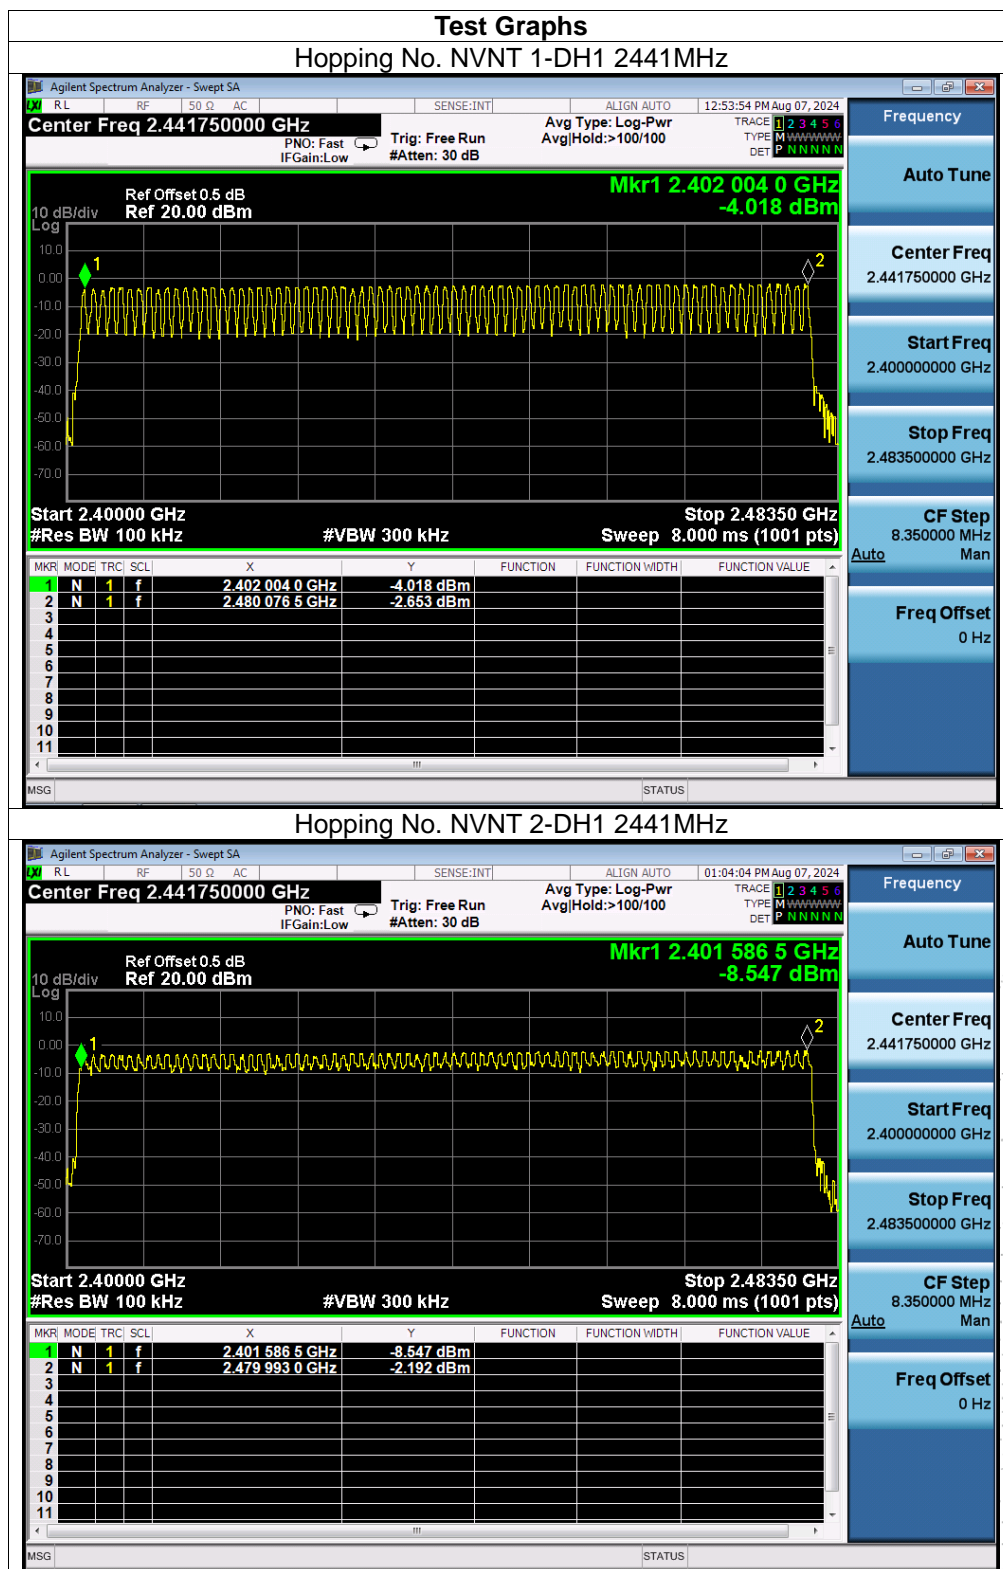 Test Graphs
Hopping No. NVNT 1-DH1 2441MHz
Agilent Spectrum Analyzer - Swept SA
LXI RL RF 50 Ω AC SENSE:INT ALIGN AUTO 12:53:54 PM Aug 07, 2024
Center Freq 2.441750000 GHz
PNO: Fast
IFGain:Low
Trig: Free Run
#Atten: 30 dB
Avg Type: Log-Pwr
Avg|Hold:>100/100
TRACE 1 2 3 4 5 6
TYPE M WWWWW
DET P N N N N N
Mkr1 2.402 004 0 GHz
-4.018 dBm
Ref Offset 0.5 dB
10 dB/div Ref 20.00 dBm
Log
10.0
0.00
-10.0
-20.0
-30.0
-40.0
-50.0
-60.0
-70.0
1
2
Start 2.40000 GHz Stop 2.48350 GHz
#Res BW 100 kHz #VBW 300 kHz Sweep 8.000 ms (1001 pts)
MKR MODE TRC SCL X Y FUNCTION FUNCTION WIDTH FUNCTION VALUE
1 N 1 f 2.402 004 0 GHz -4.018 dBm
2 N 1 f 2.480 076 5 GHz -2.653 dBm
3
4
5
6
7
8
9
10
11
MSG STATUS
Frequency
Auto Tune
Center Freq
2.441750000 GHz
Start Freq
2.400000000 GHz
Stop Freq
2.483500000 GHz
CF Step
8.350000 MHz
Auto Man
Freq Offset
0 Hz
Hopping No. NVNT 2-DH1 2441MHz
Agilent Spectrum Analyzer - Swept SA
LXI RL RF 50 Ω AC SENSE:INT ALIGN AUTO 01:04:04 PM Aug 07, 2024
Center Freq 2.441750000 GHz
PNO: Fast
IFGain:Low
Trig: Free Run
#Atten: 30 dB
Avg Type: Log-Pwr
Avg|Hold:>100/100
TRACE 1 2 3 4 5 6
TYPE M WWWWW
DET P N N N N N
Mkr1 2.401 586 5 GHz
-8.547 dBm
Ref Offset 0.5 dB
10 dB/div Ref 20.00 dBm
Log
10.0
0.00
-10.0
-20.0
-30.0
-40.0
-50.0
-60.0
-70.0
1
2
Start 2.40000 GHz Stop 2.48350 GHz
#Res BW 100 kHz #VBW 300 kHz Sweep 8.000 ms (1001 pts)
MKR MODE TRC SCL X Y FUNCTION FUNCTION WIDTH FUNCTION VALUE
1 N 1 f 2.401 586 5 GHz -8.547 dBm
2 N 1 f 2.479 993 0 GHz -2.192 dBm
3
4
5
6
7
8
9
10
11
MSG STATUS
Frequency
Auto Tune
Center Freq
2.441750000 GHz
Start Freq
2.400000000 GHz
Stop Freq
2.483500000 GHz
CF Step
8.350000 MHz
Auto Man
Freq Offset
0 Hz